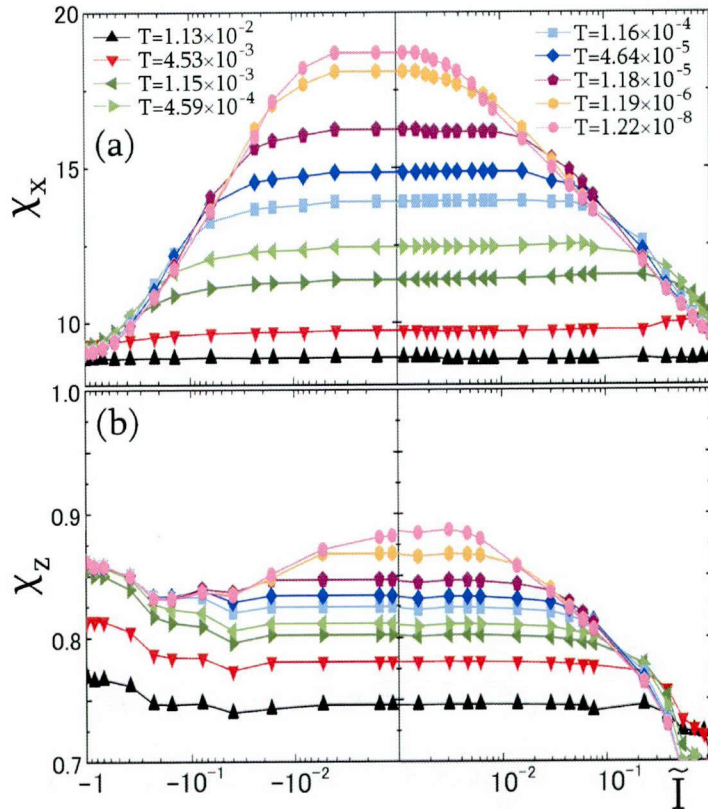 20
T=1.13×10⁻²
T=4.53×10⁻³
T=1.15×10⁻³
T=4.59×10⁻⁴
T=1.16×10⁻⁴
T=4.64×10⁻⁵
T=1.18×10⁻⁵
T=1.19×10⁻⁶
T=1.22×10⁻⁸
(a)
15
χx
10
1.0
(b)
0.9
χz
0.8
0.7
-1
-10⁻¹
-10⁻²
10⁻²
10⁻¹
Ĩ